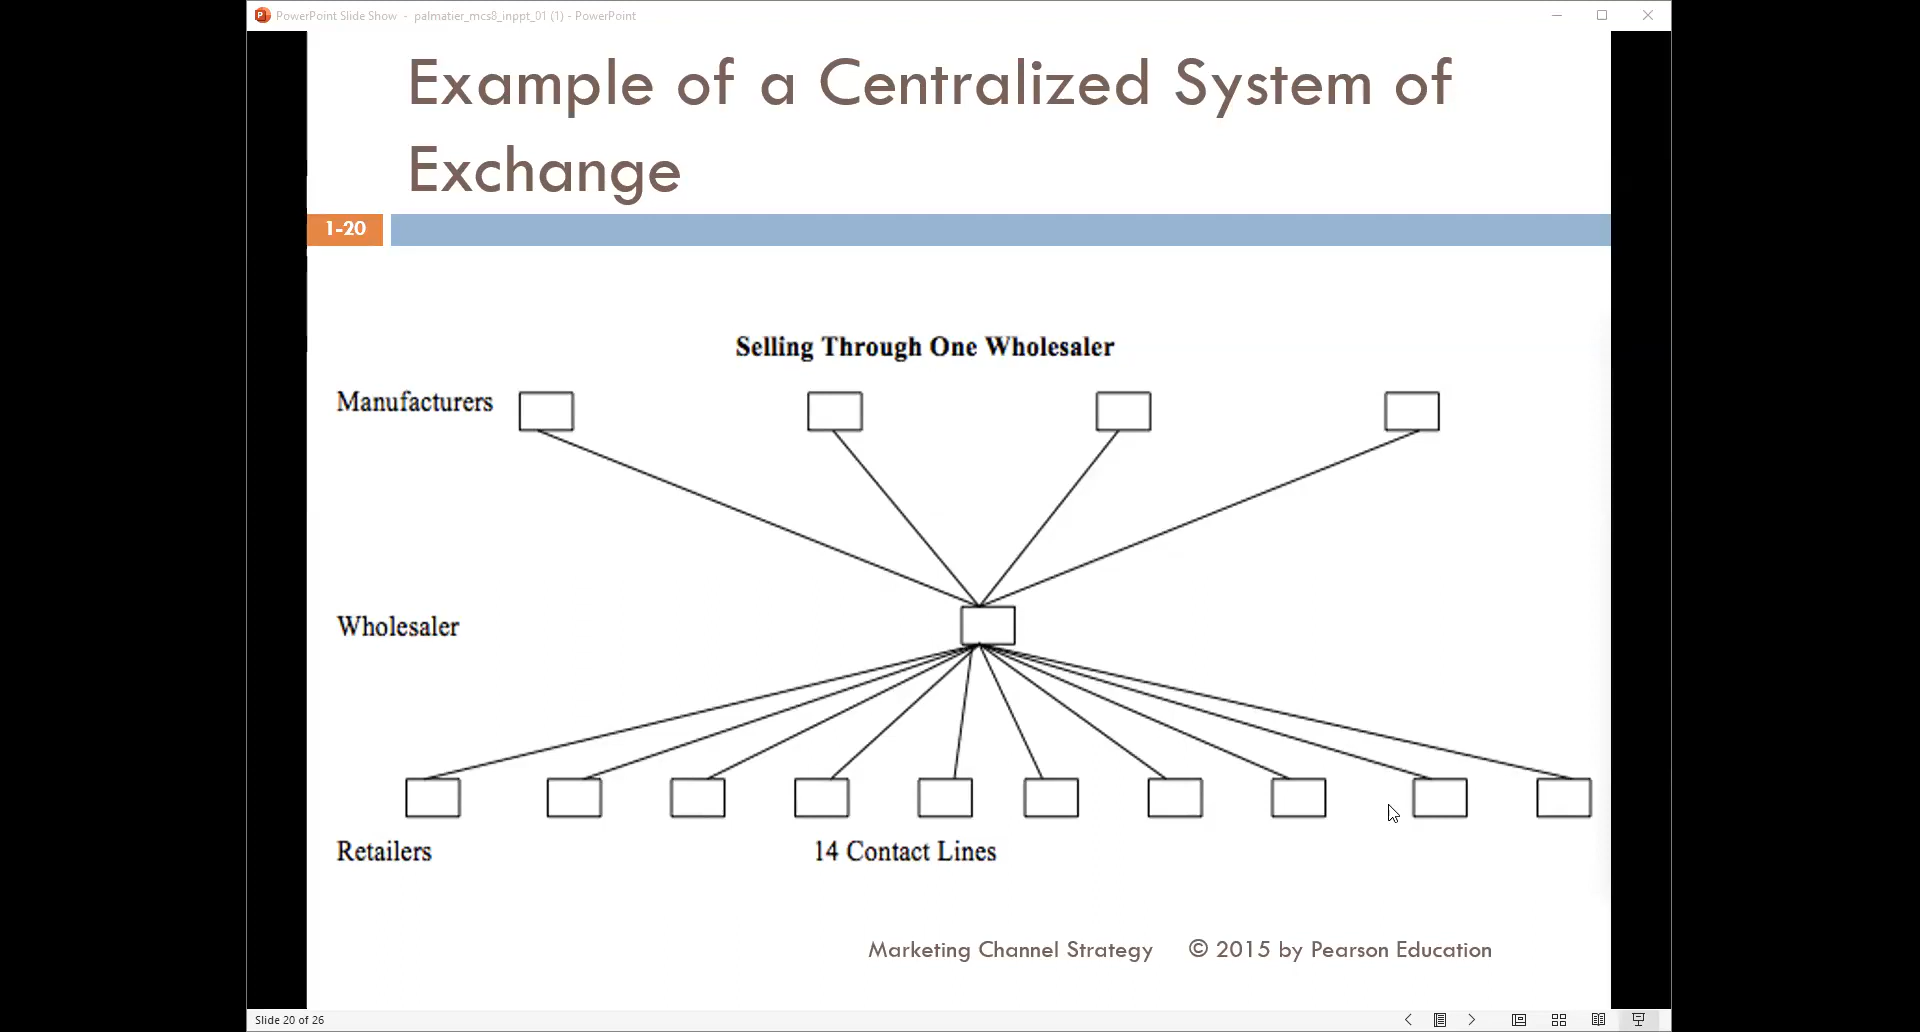 PowerPoint Slide Show - palmatier_mcs8_inppt_01 (1) - PowerPoint
Example of a Centralized System of
Exchange
1-20
Selling Through One Wholesaler
Manufacturers
Wholesaler
Retailers
14 Contact Lines
Marketing Channel Strategy © 2015 by Pearson Education
Slide 20 of 26